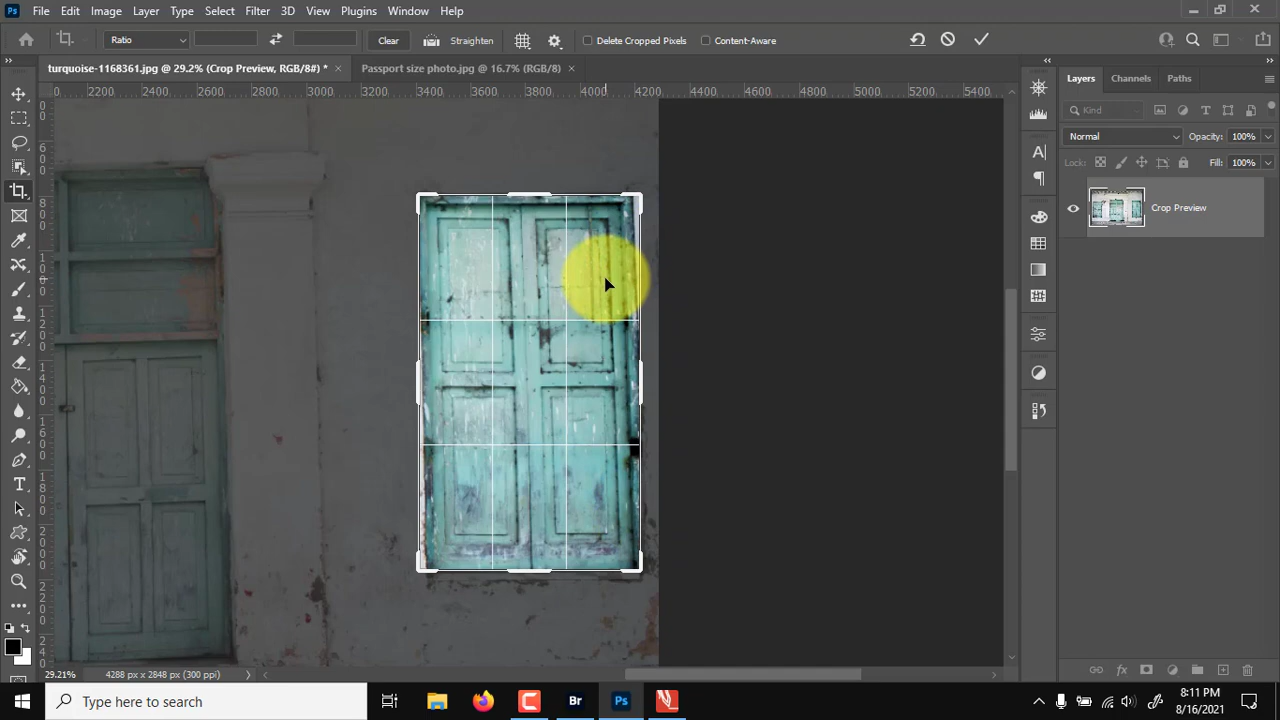 Ps File Edit Image Layer Type Select Filter 3D View Plugins Window Help
Ratio Clear Straighten Delete Cropped Pixels Content-Aware
turquoise-1168361.jpg @ 29.2% (Crop Preview, RGB/8#) * × Passport size photo.jpg @ 16.7% (RGB/8) ×
Layers Channels Paths
0 2200 2400 2600 2800 3000 3200 3400 3600 3800 4000 4200 4400 4600 4800 5000 5200 5400
Kind
Normal Opacity: 100%
Lock: Fill: 100%
Crop Preview
29.21% 4288 px x 2848 px (300 ppi)
Type here to search
Br Ps
8:11 PM
8/16/2021